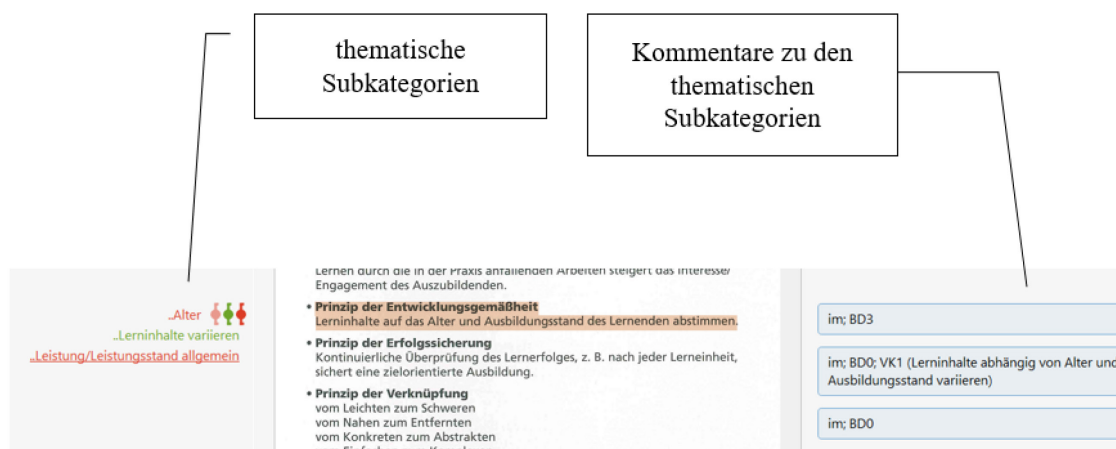 thematische
Subkategorien
Kommentare zu den
thematischen
Subkategorien
..Alter
..Lerninhalte variieren
..Leistung/Leistungsstand allgemein
Lernen durch die in der Praxis anfallenden Arbeiten steigert das Interesse/
Engagement des Auszubildenden.
• Prinzip der Entwicklungsgemäßheit
Lerninhalte auf das Alter und Ausbildungsstand des Lernenden abstimmen.
• Prinzip der Erfolgssicherung
Kontinuierliche Überprüfung des Lernerfolges, z. B. nach jeder Lerneinheit,
sichert eine zielorientierte Ausbildung.
• Prinzip der Verknüpfung
vom Leichten zum Schweren
vom Nahen zum Entfernten
vom Konkreten zum Abstrakten
im; BD3
im; BD0; VK1 (Lerninhalte abhängig von Alter und
Ausbildungsstand variieren)
im; BD0